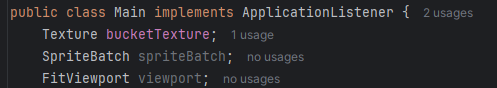 public class Main implements ApplicationListener { 2 usages
Texture bucketTexture; 1 usage
SpriteBatch spriteBatch; no usages
FitViewport viewport; no usages